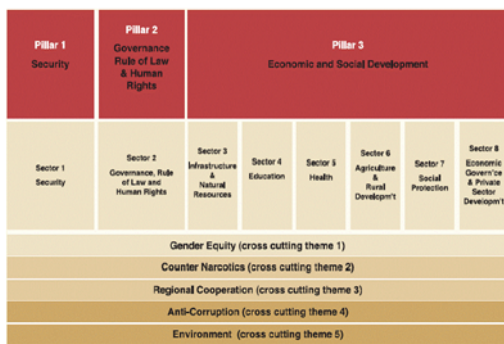 Pillar 1
Security
Pillar 2
Governance
Rule of Law
& Human
Rights
Pillar 3
Economic and Social Development
Sector 1
Security
Sector 2
Governance, Rule
of Law and
Human Rights
Sector 3
Infrastructure
&
Natural
Resources
Sector 4
Education
Sector 5
Health
Sector 6
Agriculture
&
Rural
Developm't
Sector 7
Social
Protection
Sector 8
Economic
Govern'ce
& Private
Sector
Developm't
Gender Equity (cross cutting theme 1)
Counter Narcotics (cross cutting theme 2)
Regional Cooperation (cross cutting theme 3)
Anti-Corruption (cross cutting theme 4)
Environment (cross cutting theme 5)